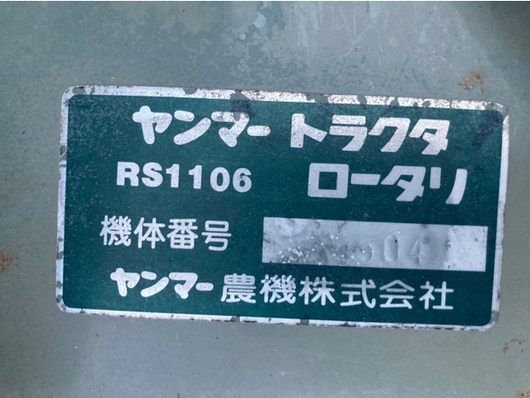 ヤンマートラクタ
RS1106 ロータリ
機体番号
ヤンマー農機株式会社